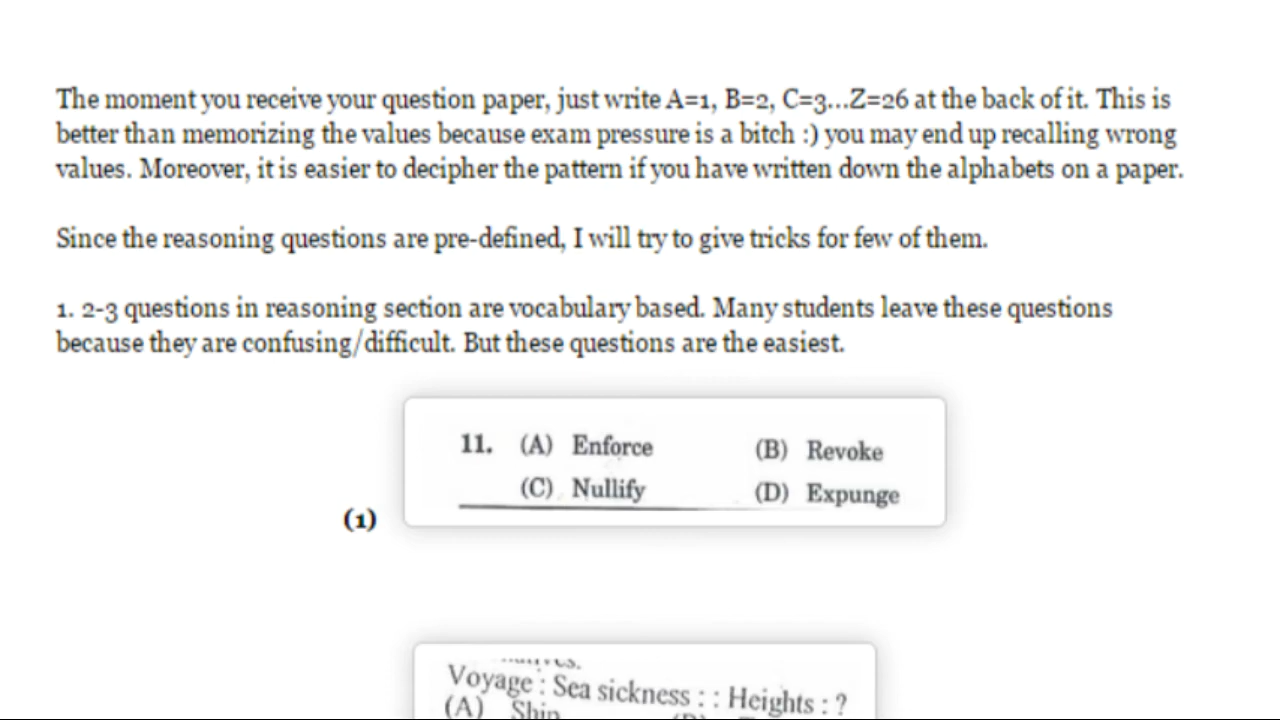 The moment you receive your question paper, just write A=1, B=2, C=3...Z=26 at the back of it. This is
better than memorizing the values because exam pressure is a bitch :) you may end up recalling wrong
values. Moreover, it is easier to decipher the pattern if you have written down the alphabets on a paper.
Since the reasoning questions are pre-defined, I will try to give tricks for few of them.
1. 2-3 questions in reasoning section are vocabulary based. Many students leave these questions
because they are confusing/difficult. But these questions are the easiest.
11. (A) Enforce (B) Revoke
(C) Nullify (D) Expunge
(1)
Voyage : Sea sickness : : Heights : ?
(A) Ship